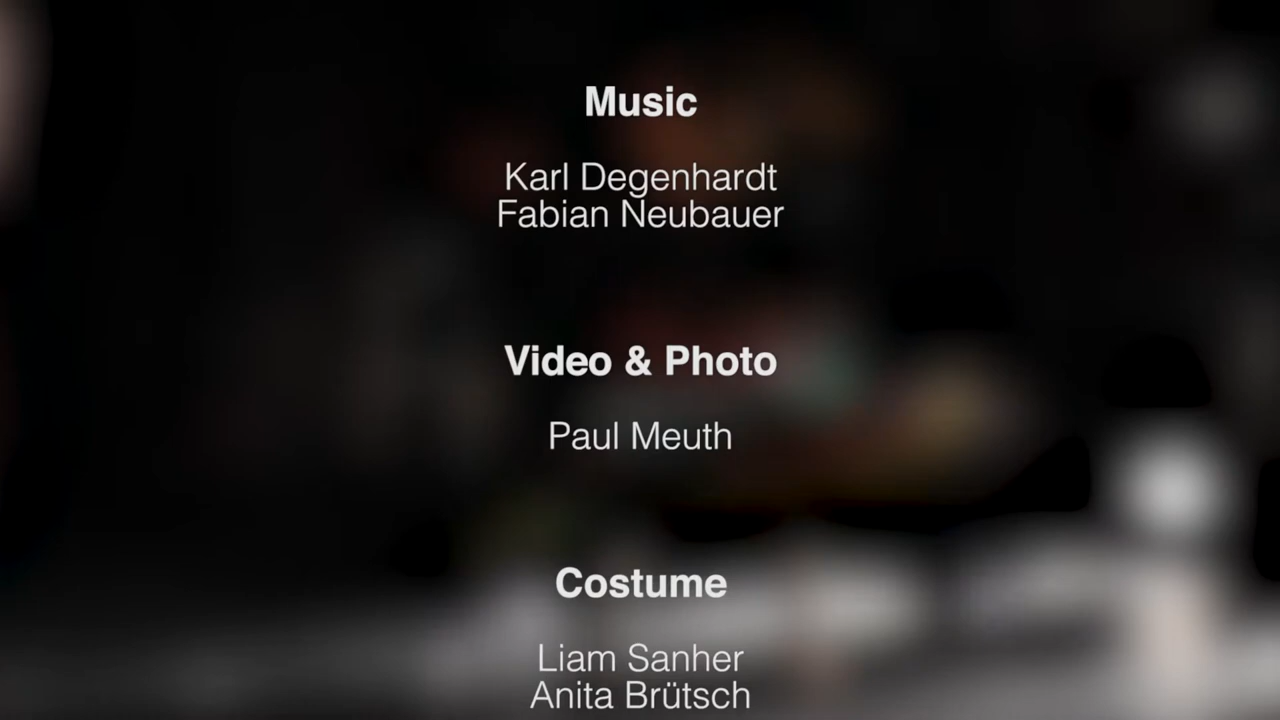 Music
Karl Degenhardt
Fabian Neubauer
Video & Photo
Paul Meuth
Costume
Liam Sanher
Anita Brütsch